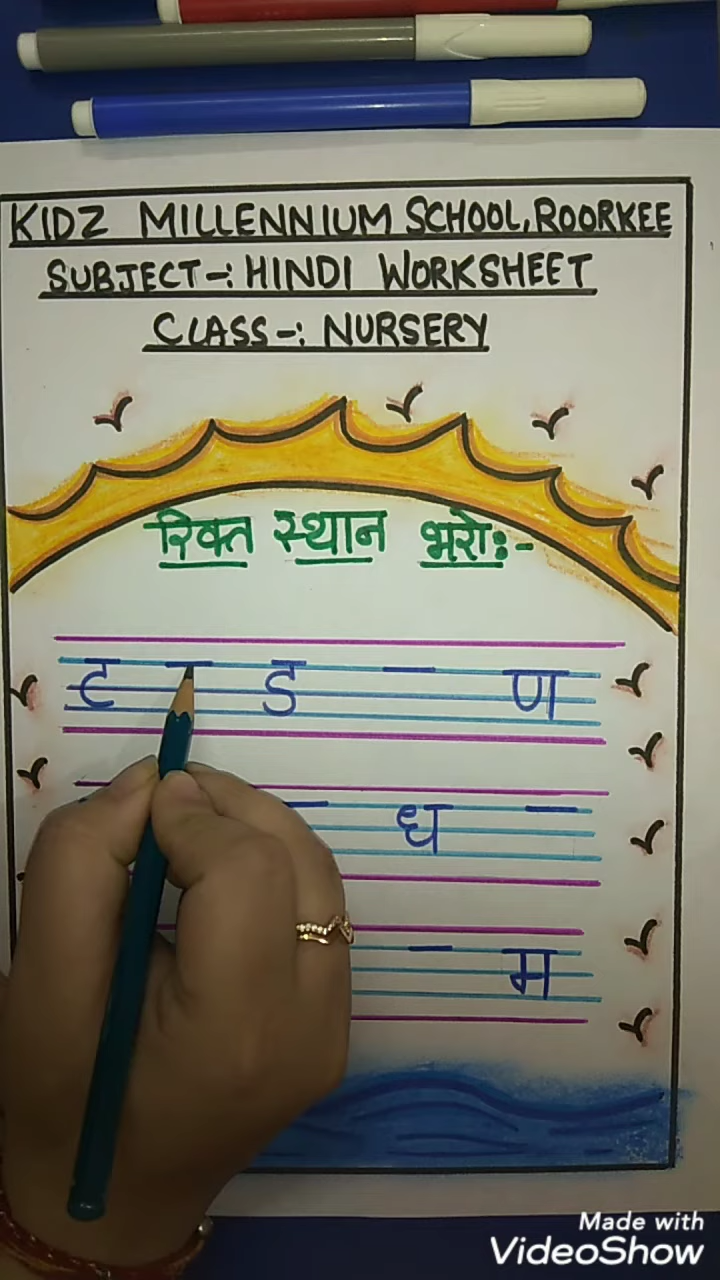 KIDZ MILLENNIUM SCHOOL, ROORKEE
SUBJECT-: HINDI WORKSHEET
CLASS-: NURSERY
रिक्त स्थान भरो:-
ट — ड — ण
— ध —
— म
Made with
VideoShow